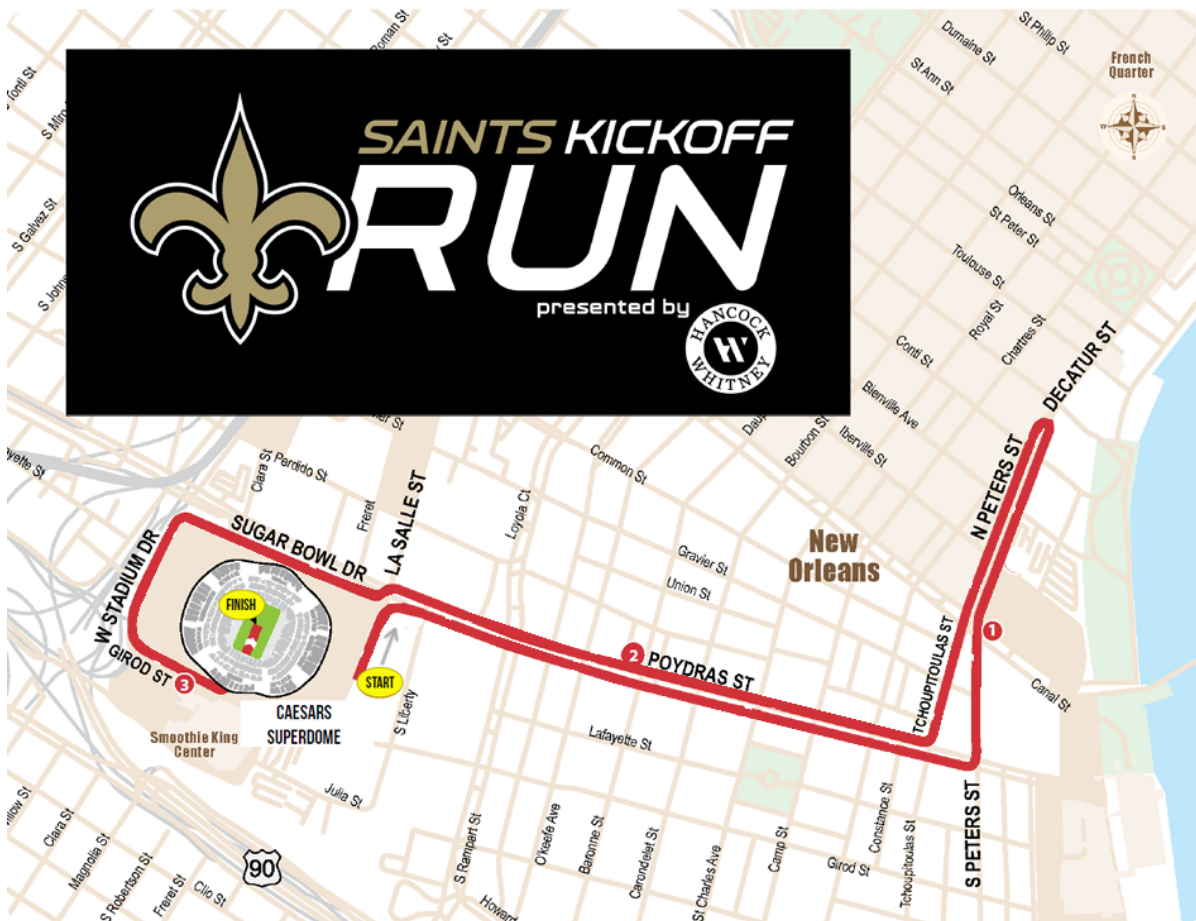 SAINTS KICKOFF
RUN
presented by
HANCOCK
WHITNEY
Roman St
S Galvez St
St Philip St
Dumaine St
St Ann St
French
Quarter
N
W
E
S
Orleans St
St Peter St
Toulouse St
Royal St
Chartres St
Conti St
Bienville Ave
Iberville St
Bourbon St
DECATUR ST
N PETERS ST
Common St
Clara St
Perdido St
Freret
LA SALLE ST
Loyola Ct
SUGAR BOWL DR
W STADIUM DR
GIROD ST
3
FINISH
START
CAESARS
SUPERDOME
Smoothie King
Center
S Liberty
Gravier St
Union St
New
Orleans
2
POYDRAS ST
TCHOUPITOULAS ST
1
Canal St
Lafayette St
S PETERS ST
Julia St
S Rampart St
O'Keefe Ave
Baronne St
Carondelet St
St Charles Ave
Camp St
Girod St
Constance St
Tchoupitoulas St
90
Clara St
Magnolia St
S Robertson St
Freret St
Clio St
Howard